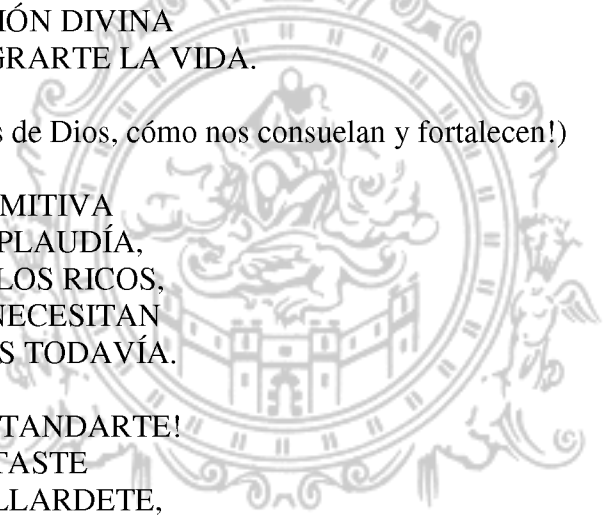 IÓN DIVINA
GRARTE LA VIDA.
s de Dios, cómo nos consuelan y fortalecen!)
MITIVA
PLAUDÍA,
LOS RICOS,
NECESITAN
S TODAVÍA.
TANDARTE!
TASTE
LLARDETE,